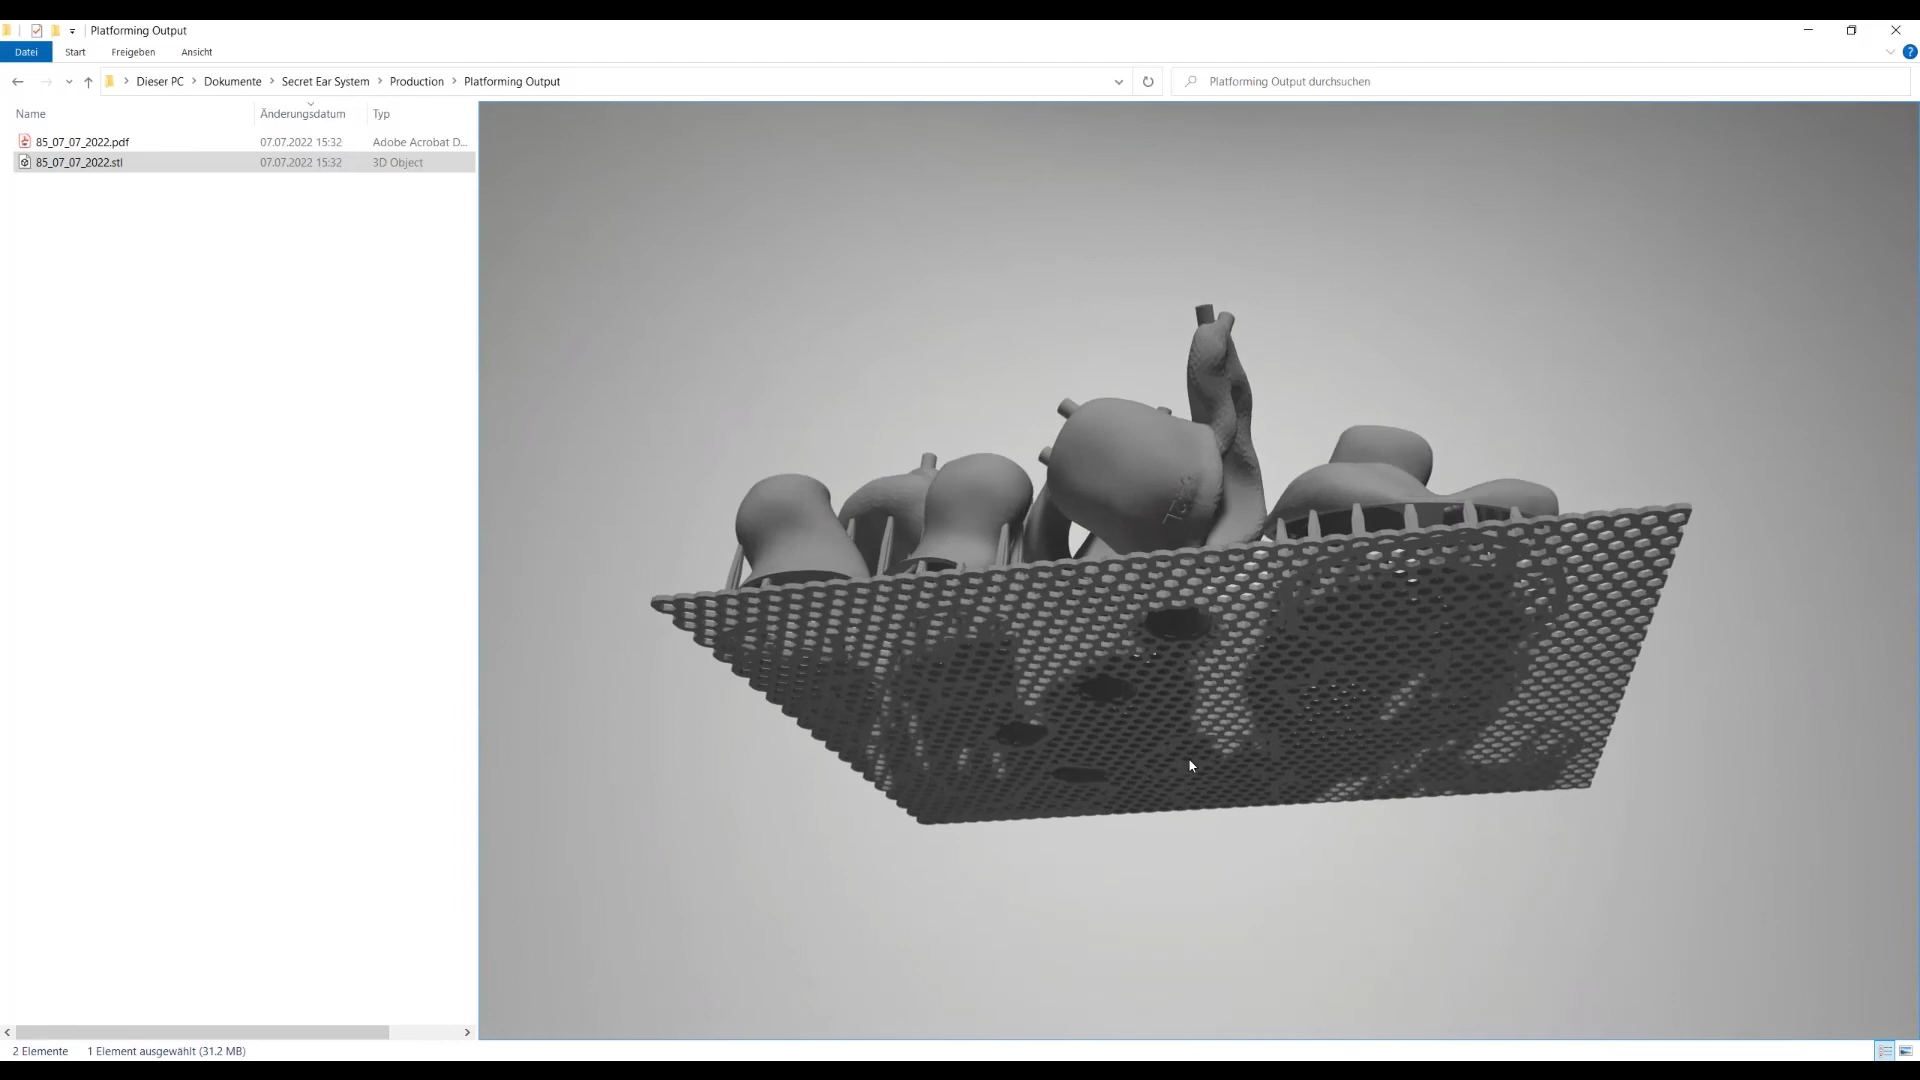 Platforming Output
Datei Start Freigeben Ansicht
Dieser PC Dokumente Secret Ear System Production Platforming Output
Platforming Output durchsuchen
Name Änderungsdatum Typ
85_07_07_2022.pdf 07.07.2022 15:32 Adobe Acrobat D...
85_07_07_2022.stl 07.07.2022 15:32 3D Object
2 Elemente 1 Element ausgewählt (31.2 MB)